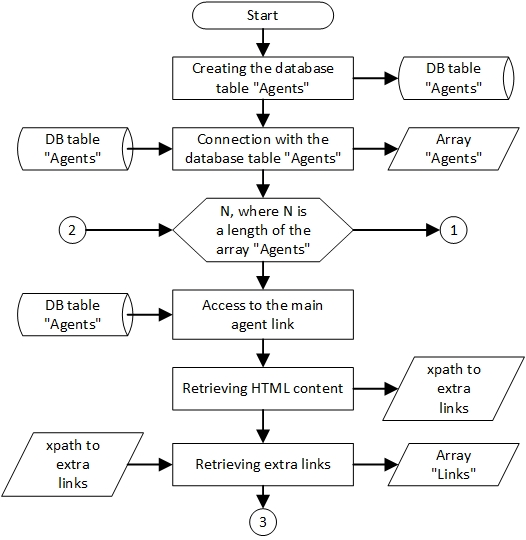 Start
Creating the database
table "Agents"
DB table
"Agents"
DB table
"Agents"
Connection with the
database table "Agents"
Array
"Agents"
2
N, where N is
a length of the
array "Agents"
1
DB table
"Agents"
Access to the main
agent link
Retrieving HTML content
xpath to
extra
links
xpath to
extra
links
Retrieving extra links
Array
"Links"
3